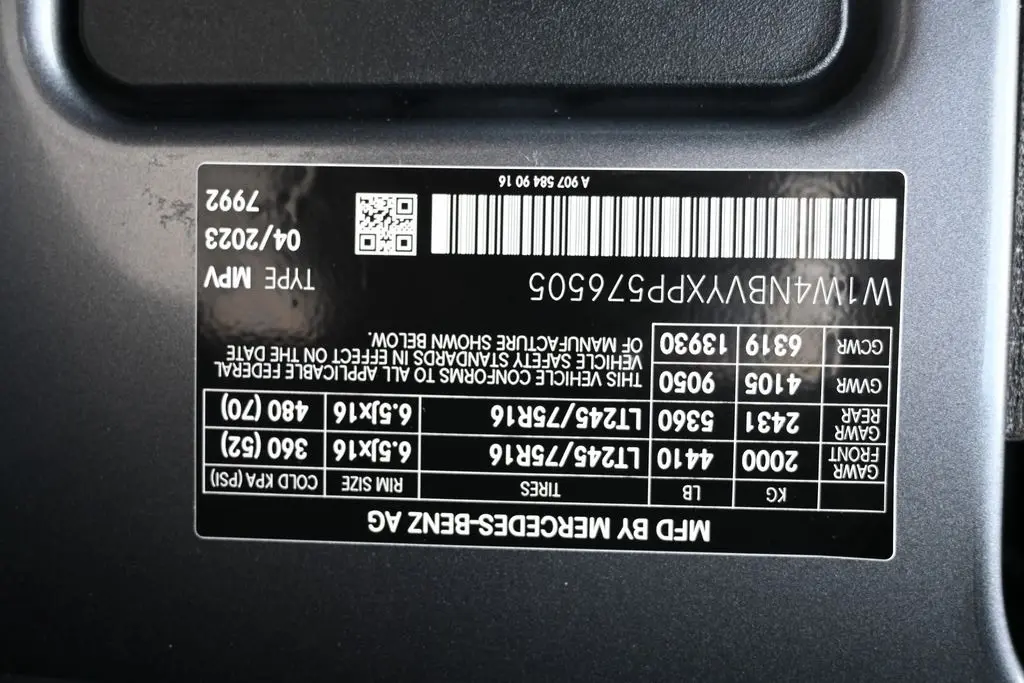 MFD BY MERCEDES-BENZ AG
KG LB TIRES RIM SIZE COLD KPA (PSI)
GAWR FRONT 2000 4410 LT245/75R16 6.5Jx16 360 (52)
GAWR REAR 2431 5360 LT245/75R16 6.5Jx16 480 (70)
GVWR 4105 9050
GCWR 6319 13930
THIS VEHICLE CONFORMS TO ALL APPLICABLE FEDERAL
VEHICLE SAFETY STANDARDS IN EFFECT ON THE DATE
OF MANUFACTURE SHOWN BELOW.
W1W4NBVYXPP576505
TYPE MPV
04/2023
7992
A 907 584 90 16